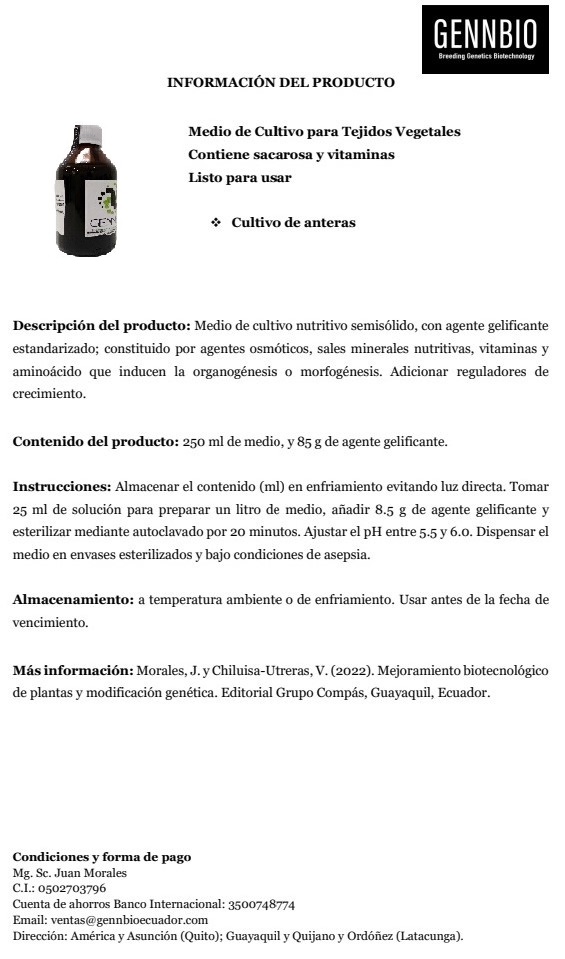 GENNBIO
Breeding Genetics Biotechnology
INFORMACIÓN DEL PRODUCTO
Medio de Cultivo para Tejidos Vegetales
Contiene sacarosa y vitaminas
Listo para usar
❖ Cultivo de anteras
Descripción del producto: Medio de cultivo nutritivo semisólido, con agente gelificante
estandarizado; constituido por agentes osmóticos, sales minerales nutritivas, vitaminas y
aminoácido que inducen la organogénesis o morfogénesis. Adicionar reguladores de
crecimiento.
Contenido del producto: 250 ml de medio, y 85 g de agente gelificante.
Instrucciones: Almacenar el contenido (ml) en enfriamiento evitando luz directa. Tomar
25 ml de solución para preparar un litro de medio, añadir 8.5 g de agente gelificante y
esterilizar mediante autoclavado por 20 minutos. Ajustar el pH entre 5.5 y 6.0. Dispensar el
medio en envases esterilizados y bajo condiciones de asepsia.
Almacenamiento: a temperatura ambiente o de enfriamiento. Usar antes de la fecha de
vencimiento.
Más información: Morales, J. y Chiluisa-Utreras, V. (2022). Mejoramiento biotecnológico
de plantas y modificación genética. Editorial Grupo Compás, Guayaquil, Ecuador.
Condiciones y forma de pago
Mg. Sc. Juan Morales
C.I.: 0502703796
Cuenta de ahorros Banco Internacional: 3500748774
Email: ventas@gennbioecuador.com
Dirección: América y Asunción (Quito); Guayaquil y Quijano y Ordóñez (Latacunga).